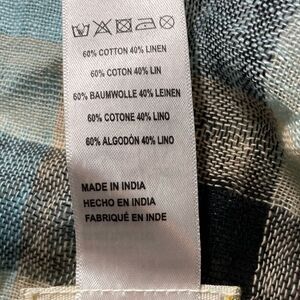 60% COTTON 40% LINEN
60% COTON 40% LIN
60% BAUMWOLLE 40% LEINEN
60% COTONE 40% LINO
60% ALGODÓN 40% LINO
MADE IN INDIA
HECHO EN INDIA
FABRIQUÉ EN INDE